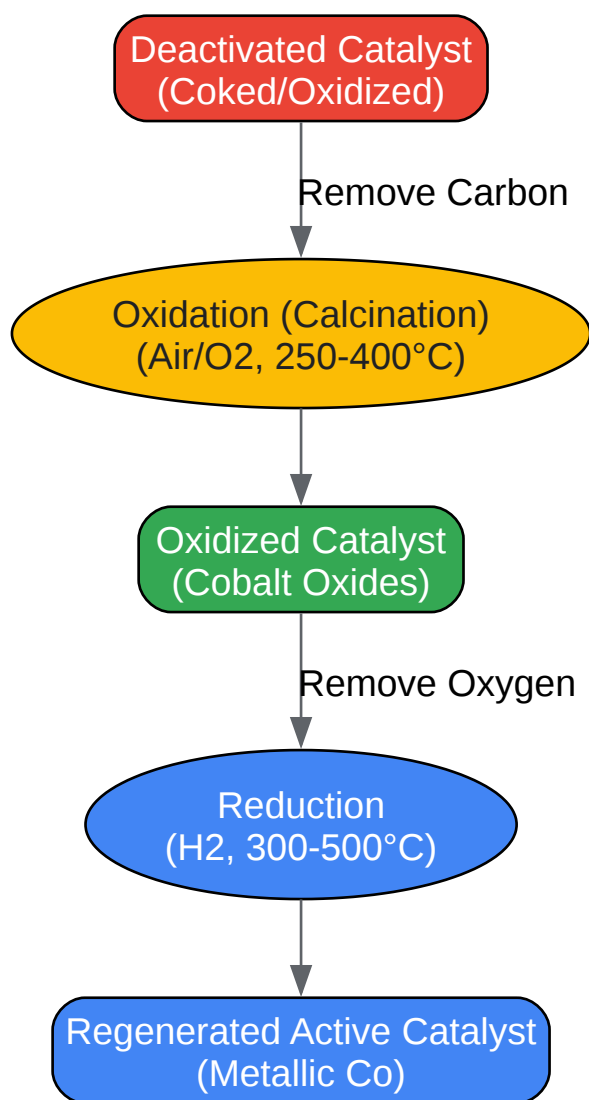 Deactivated Catalyst
(Coked/Oxidized)
Remove Carbon
Oxidation (Calcination)
(Air/O2, 250-400°C)
Oxidized Catalyst
(Cobalt Oxides)
Remove Oxygen
Reduction
(H2, 300-500°C)
Regenerated Active Catalyst
(Metallic Co)